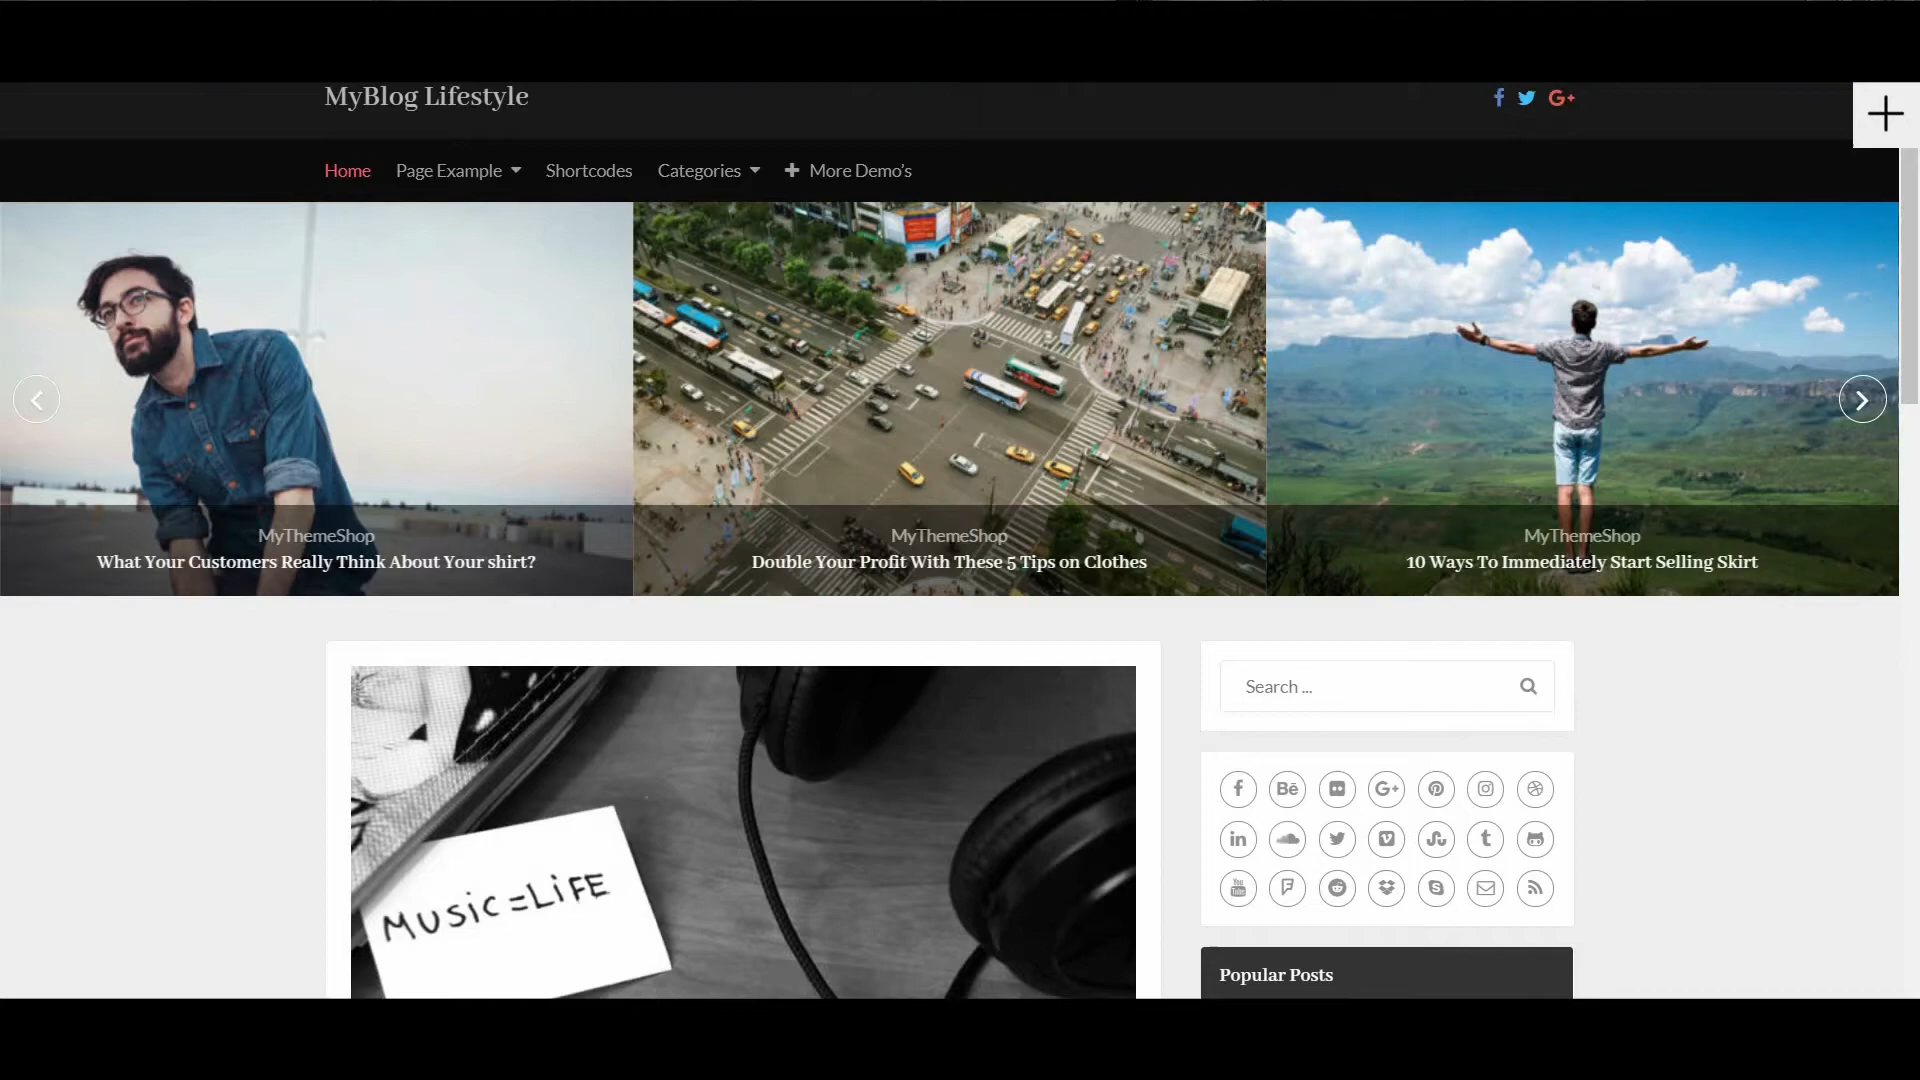 MyBlog Lifestyle
Home Page Example Shortcodes Categories More Demo's
MyThemeShop
What Your Customers Really Think About Your shirt?
MyThemeShop
Double Your Profit With These 5 Tips on Clothes
MyThemeShop
10 Ways To Immediately Start Selling Skirt
Search ...
MUSIC=LIFE
Popular Posts